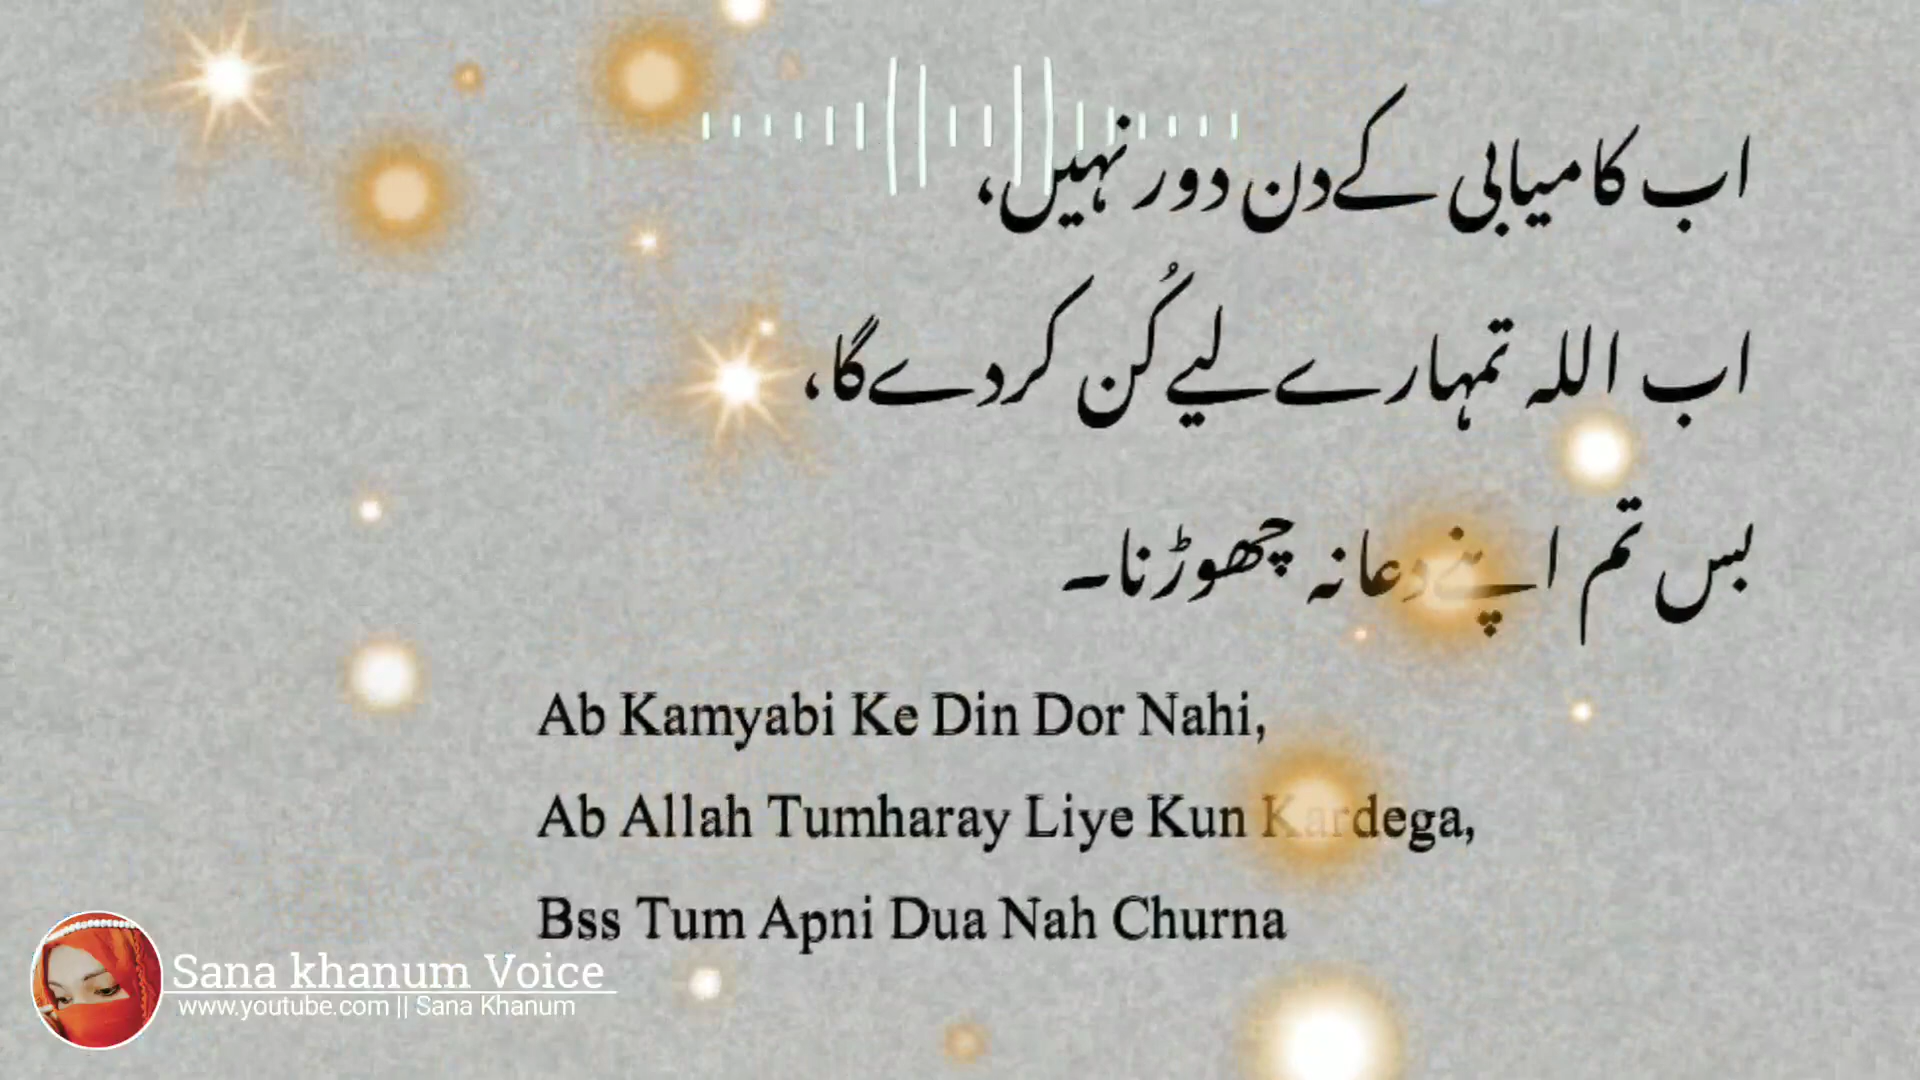 اب کامیابی کے دن دور نہیں،
اب اللہ تمہارے لیے کُن کر دے گا،
بس تم اپنے دعا نہ چھوڑنا۔
Ab Kamyabi Ke Din Dor Nahi,
Ab Allah Tumharay Liye Kun Kardega,
Bss Tum Apni Dua Nah Churna
Sana khanum Voice
www.youtube.com || Sana Khanum